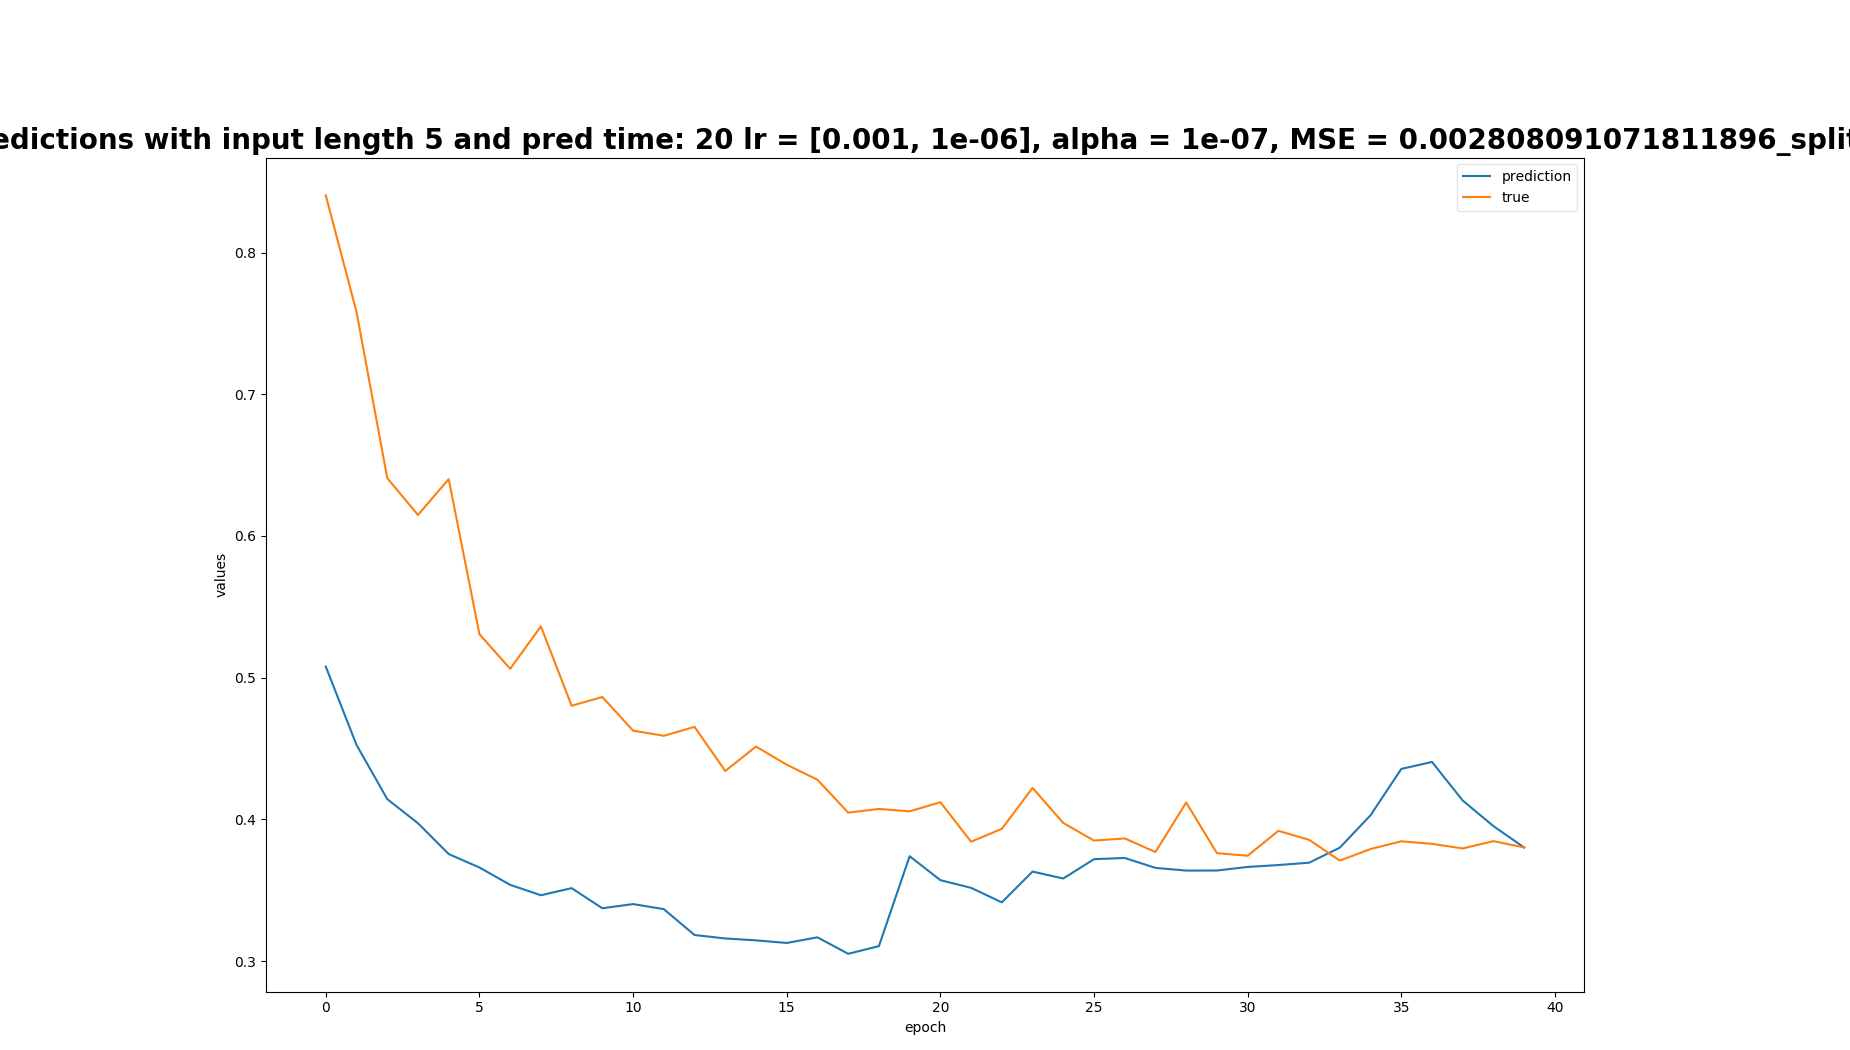 edictions with input length 5 and pred time: 20 lr = [0.001, 1e-06], alpha = 1e-07, MSE = 0.002808091071811896_split
prediction
true
0.8
0.7
0.6
0.5
0.4
0.3
values
0 5 10 15 20 25 30 35 40
epoch